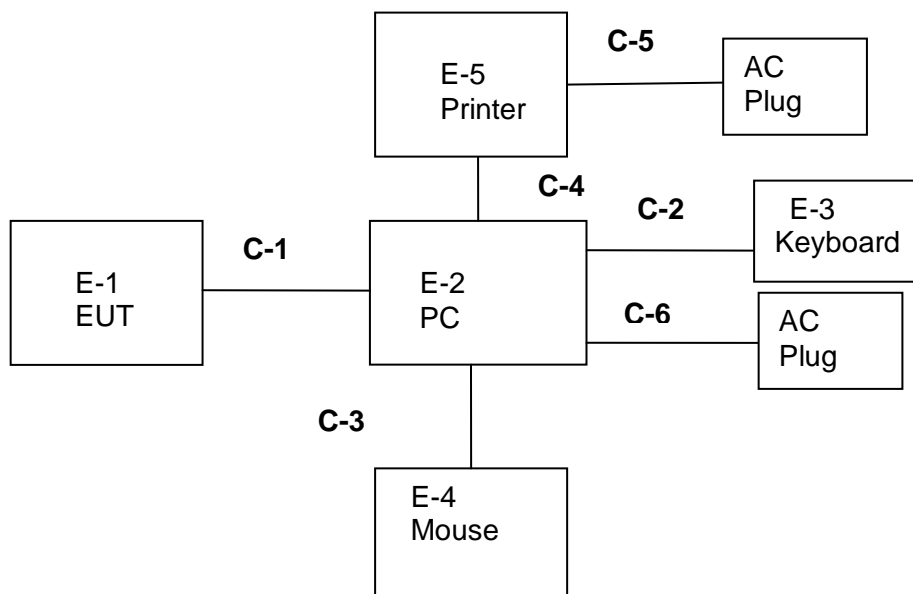 C-5
E-5
Printer
AC
Plug
C-4
C-2
E-3
Keyboard
C-1
E-1
EUT
E-2
PC
C-6
AC
Plug
C-3
E-4
Mouse